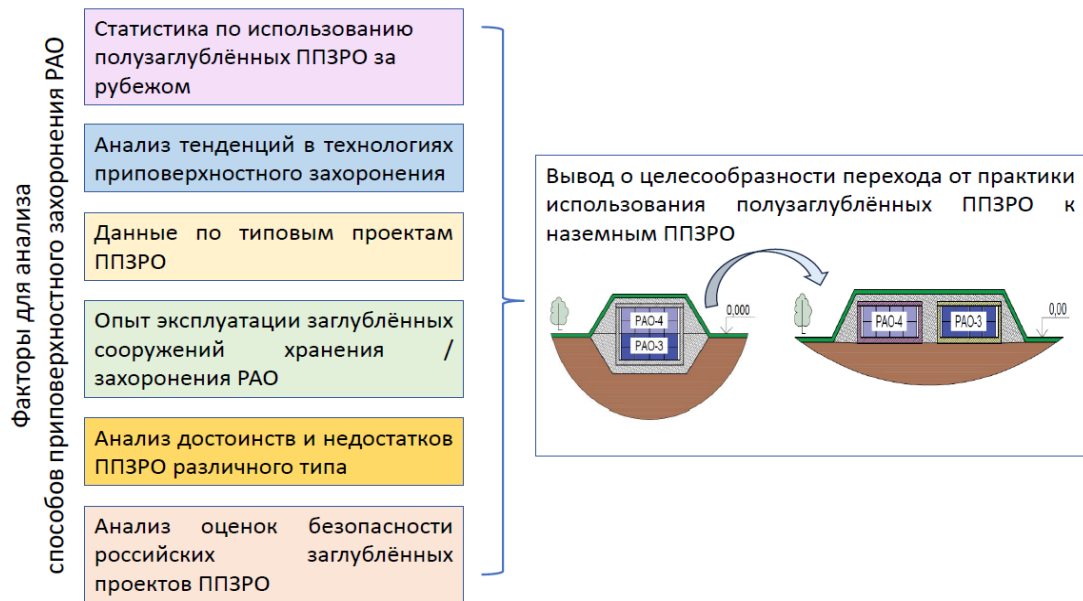 Факторы для анализа
способов приповерхностного захоронения РАО
Статистика по использованию
полузаглублённых ППЗРО за
рубежом
Анализ тенденций в технологиях
приповерхностного захоронения
Данные по типовым проектам
ППЗРО
Опыт эксплуатации заглублённых
сооружений хранения /
захоронения РАО
Анализ достоинств и недостатков
ППЗРО различного типа
Анализ оценок безопасности
российских заглублённых
проектов ППЗРО
Вывод о целесообразности перехода от практики
использования полузаглублённых ППЗРО к
наземным ППЗРО
РАО-4
РАО-3
0,000
РАО-4
РАО-3
0,00